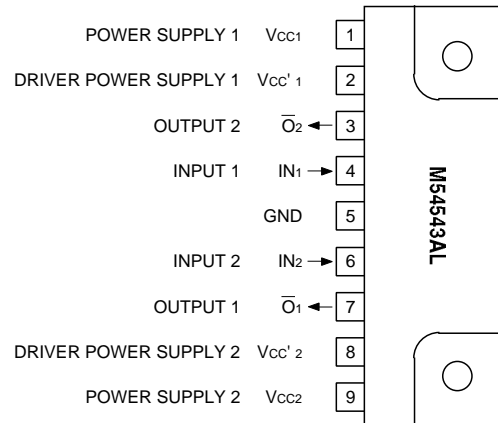 POWER SUPPLY 1 VCC1 1
DRIVER POWER SUPPLY 1 VCC' 1 2
OUTPUT 2 O̅2 3
INPUT 1 IN1 4
GND 5
INPUT 2 IN2 6
OUTPUT 1 O̅1 7
DRIVER POWER SUPPLY 2 VCC' 2 8
POWER SUPPLY 2 VCC2 9
M54543AL